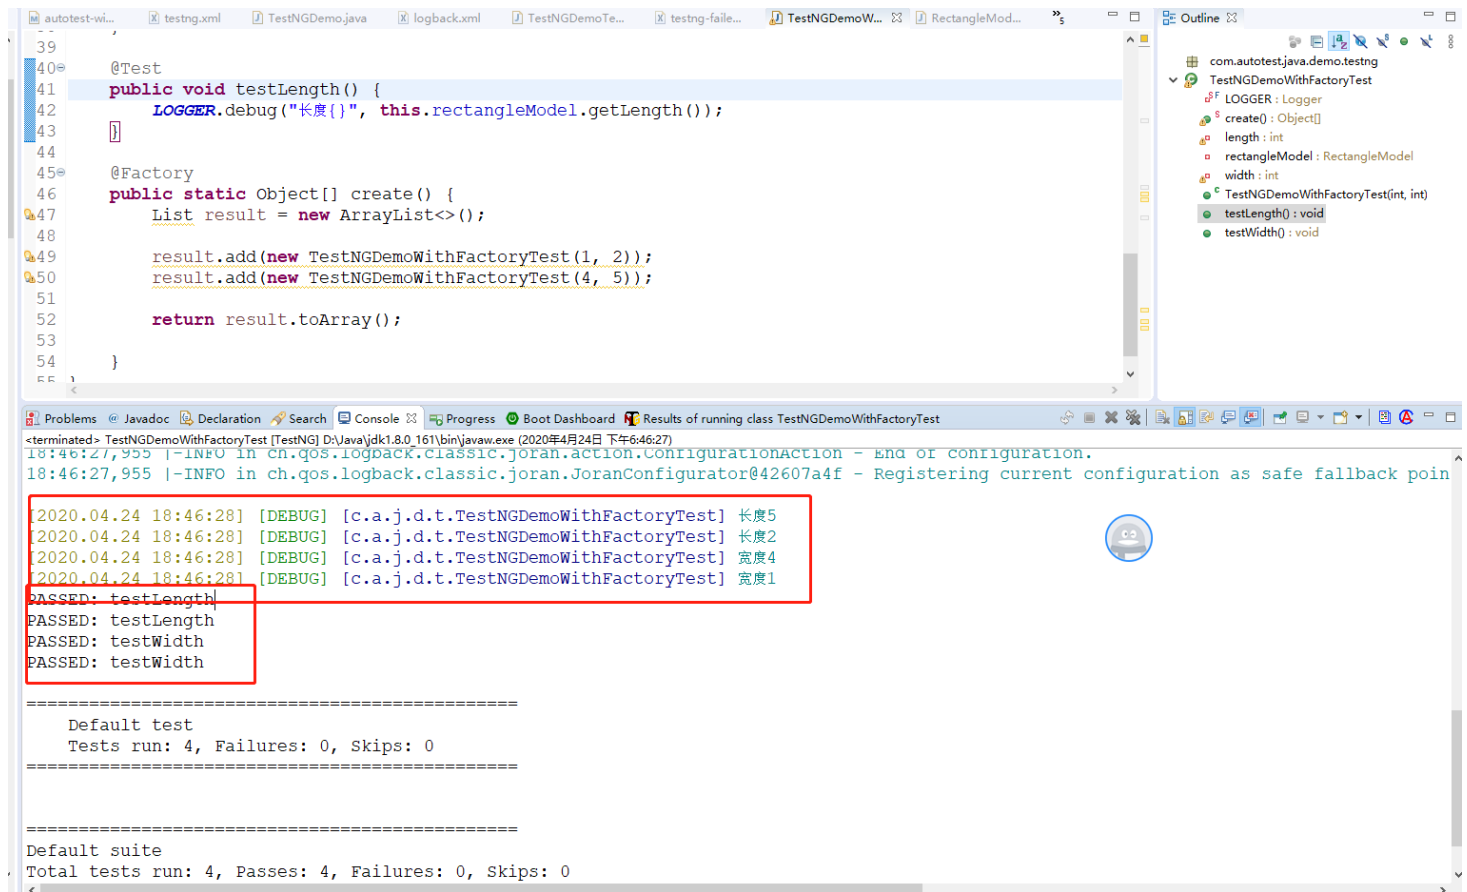 autotest-wi...
testng.xml
TestNGDemo.java
logback.xml
TestNGDemoTe...
testng-faile...
TestNGDemoW...
RectangleMod...
»5
39
40 @Test
41 public void testLength() {
42 LOGGER.debug("长度{}", this.rectangleModel.getLength());
43 }
44
45 @Factory
46 public static Object[] create() {
47 List result = new ArrayList<>();
48
49 result.add(new TestNGDemoWithFactoryTest(1, 2));
50 result.add(new TestNGDemoWithFactoryTest(4, 5));
51
52 return result.toArray();
53
54 }
55 }
Outline
com.autotest.java.demo.testng
TestNGDemoWithFactoryTest
LOGGER : Logger
create() : Object[]
length : int
rectangleModel : RectangleModel
width : int
TestNGDemoWithFactoryTest(int, int)
testLength() : void
testWidth() : void
Problems @ Javadoc Declaration Search Console Progress Boot Dashboard Results of running class TestNGDemoWithFactoryTest
<terminated> TestNGDemoWithFactoryTest [TestNG] D:\Java\jdk1.8.0_161\bin\javaw.exe (2020年4月24日 下午6:46:27)
18:46:27,955 |-INFO in ch.qos.logback.classic.joran.action.ConfigurationAction - End of configuration.
18:46:27,955 |-INFO in ch.qos.logback.classic.joran.JoranConfigurator@42607a4f - Registering current configuration as safe fallback poin
[2020.04.24 18:46:28] [DEBUG] [c.a.j.d.t.TestNGDemoWithFactoryTest] 长度5
[2020.04.24 18:46:28] [DEBUG] [c.a.j.d.t.TestNGDemoWithFactoryTest] 长度2
[2020.04.24 18:46:28] [DEBUG] [c.a.j.d.t.TestNGDemoWithFactoryTest] 宽度4
[2020.04.24 18:46:28] [DEBUG] [c.a.j.d.t.TestNGDemoWithFactoryTest] 宽度1
PASSED: testLength
PASSED: testLength
PASSED: testWidth
PASSED: testWidth
===============================================
Default test
Tests run: 4, Failures: 0, Skips: 0
===============================================
===============================================
Default suite
Total tests run: 4, Passes: 4, Failures: 0, Skips: 0